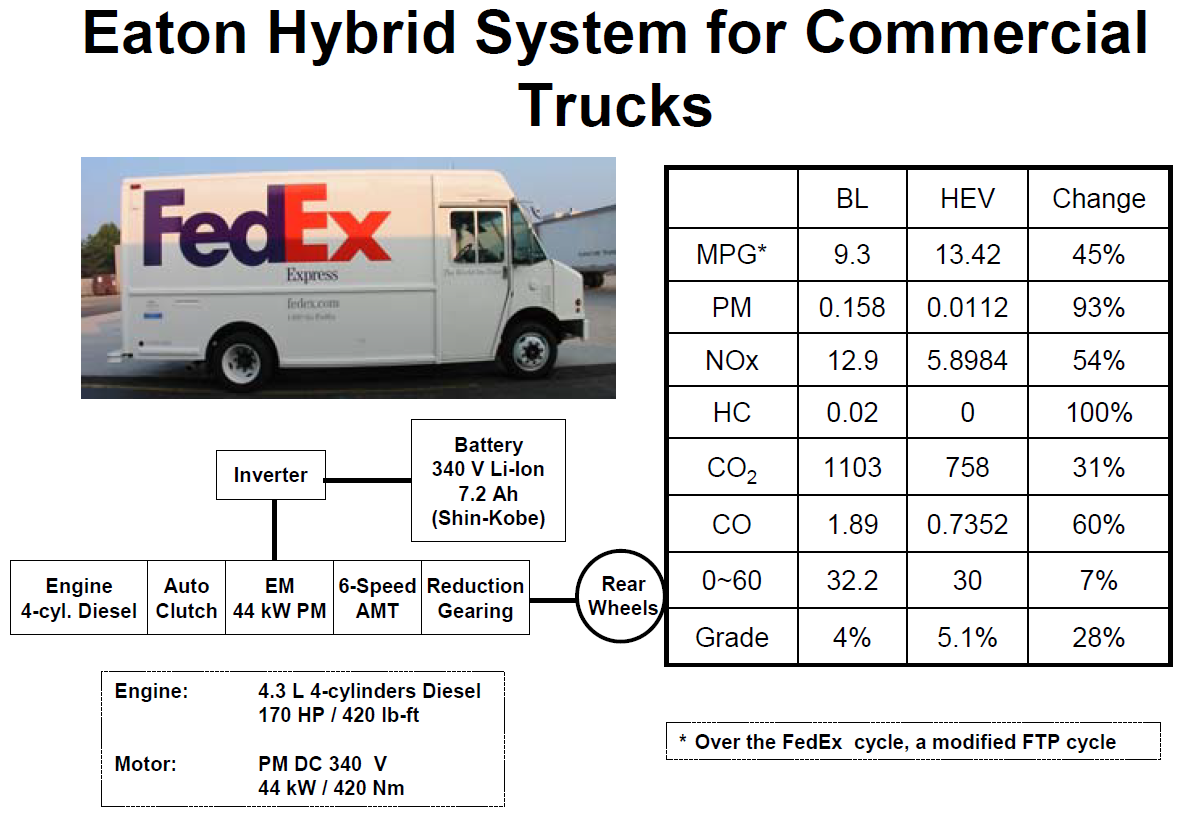 Eaton Hybrid System for Commercial
Trucks
FedEx
Express
fedex.com
BL HEV Change
MPG* 9.3 13.42 45%
PM 0.158 0.0112 93%
NOx 12.9 5.8984 54%
HC 0.02 0 100%
CO2 1103 758 31%
CO 1.89 0.7352 60%
0~60 32.2 30 7%
Grade 4% 5.1% 28%
Inverter
Battery
340 V Li-Ion
7.2 Ah
(Shin-Kobe)
Engine
4-cyl. Diesel
Auto
Clutch
EM
44 kW PM
6-Speed
AMT
Reduction
Gearing
Rear
Wheels
Engine: 4.3 L 4-cylinders Diesel
170 HP / 420 lb-ft
Motor: PM DC 340 V
44 kW / 420 Nm
* Over the FedEx cycle, a modified FTP cycle